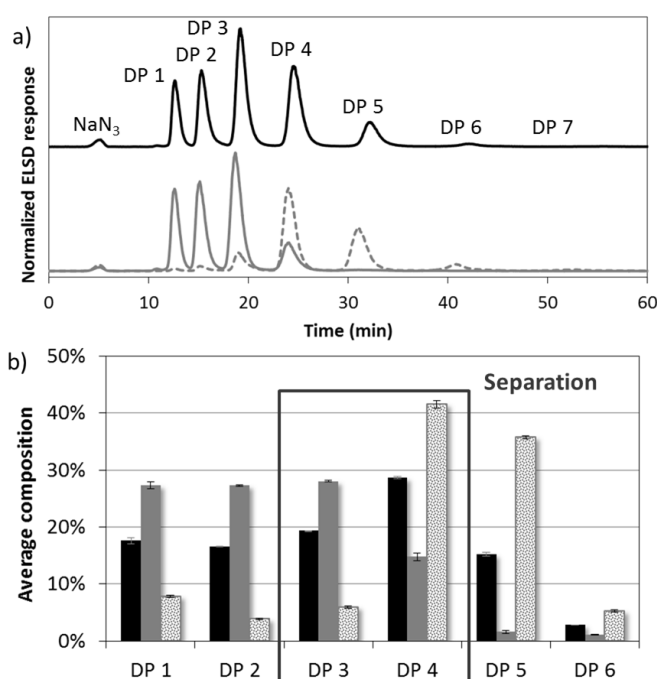 a)
DP 3
DP 2
DP 4
DP 1
DP 5
NaN₃
DP 6
DP 7
Normalized ELSD response
0 10 20 30 40 50 60
Time (min)
b)
50%
Separation
40%
30%
20%
10%
0%
Average composition
DP 1 DP 2 DP 3 DP 4 DP 5 DP 6